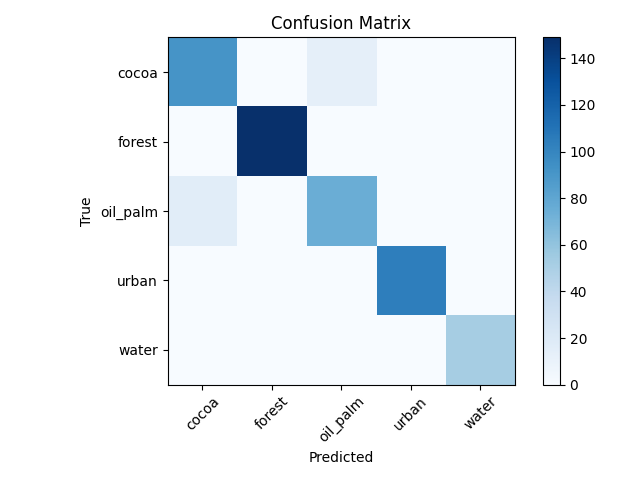 Confusion Matrix
True
cocoa
forest
oil_palm
urban
water
cocoa
forest
oil_palm
urban
water
Predicted
140
120
100
80
60
40
20
0